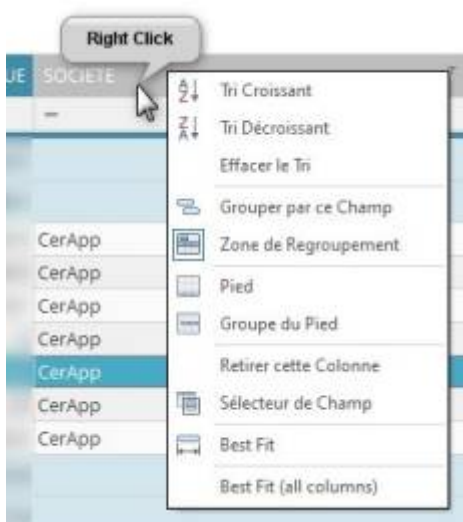 Right Click
UE SOCIETE
Tri Croissant
Tri Décroissant
Effacer le Tri
Grouper par ce Champ
Zone de Regroupement
CerApp
CerApp
Pied
CerApp
Groupe du Pied
CerApp
CerApp
Retirer cette Colonne
CerApp
Sélecteur de Champ
CerApp
Best Fit
Best Fit (all columns)